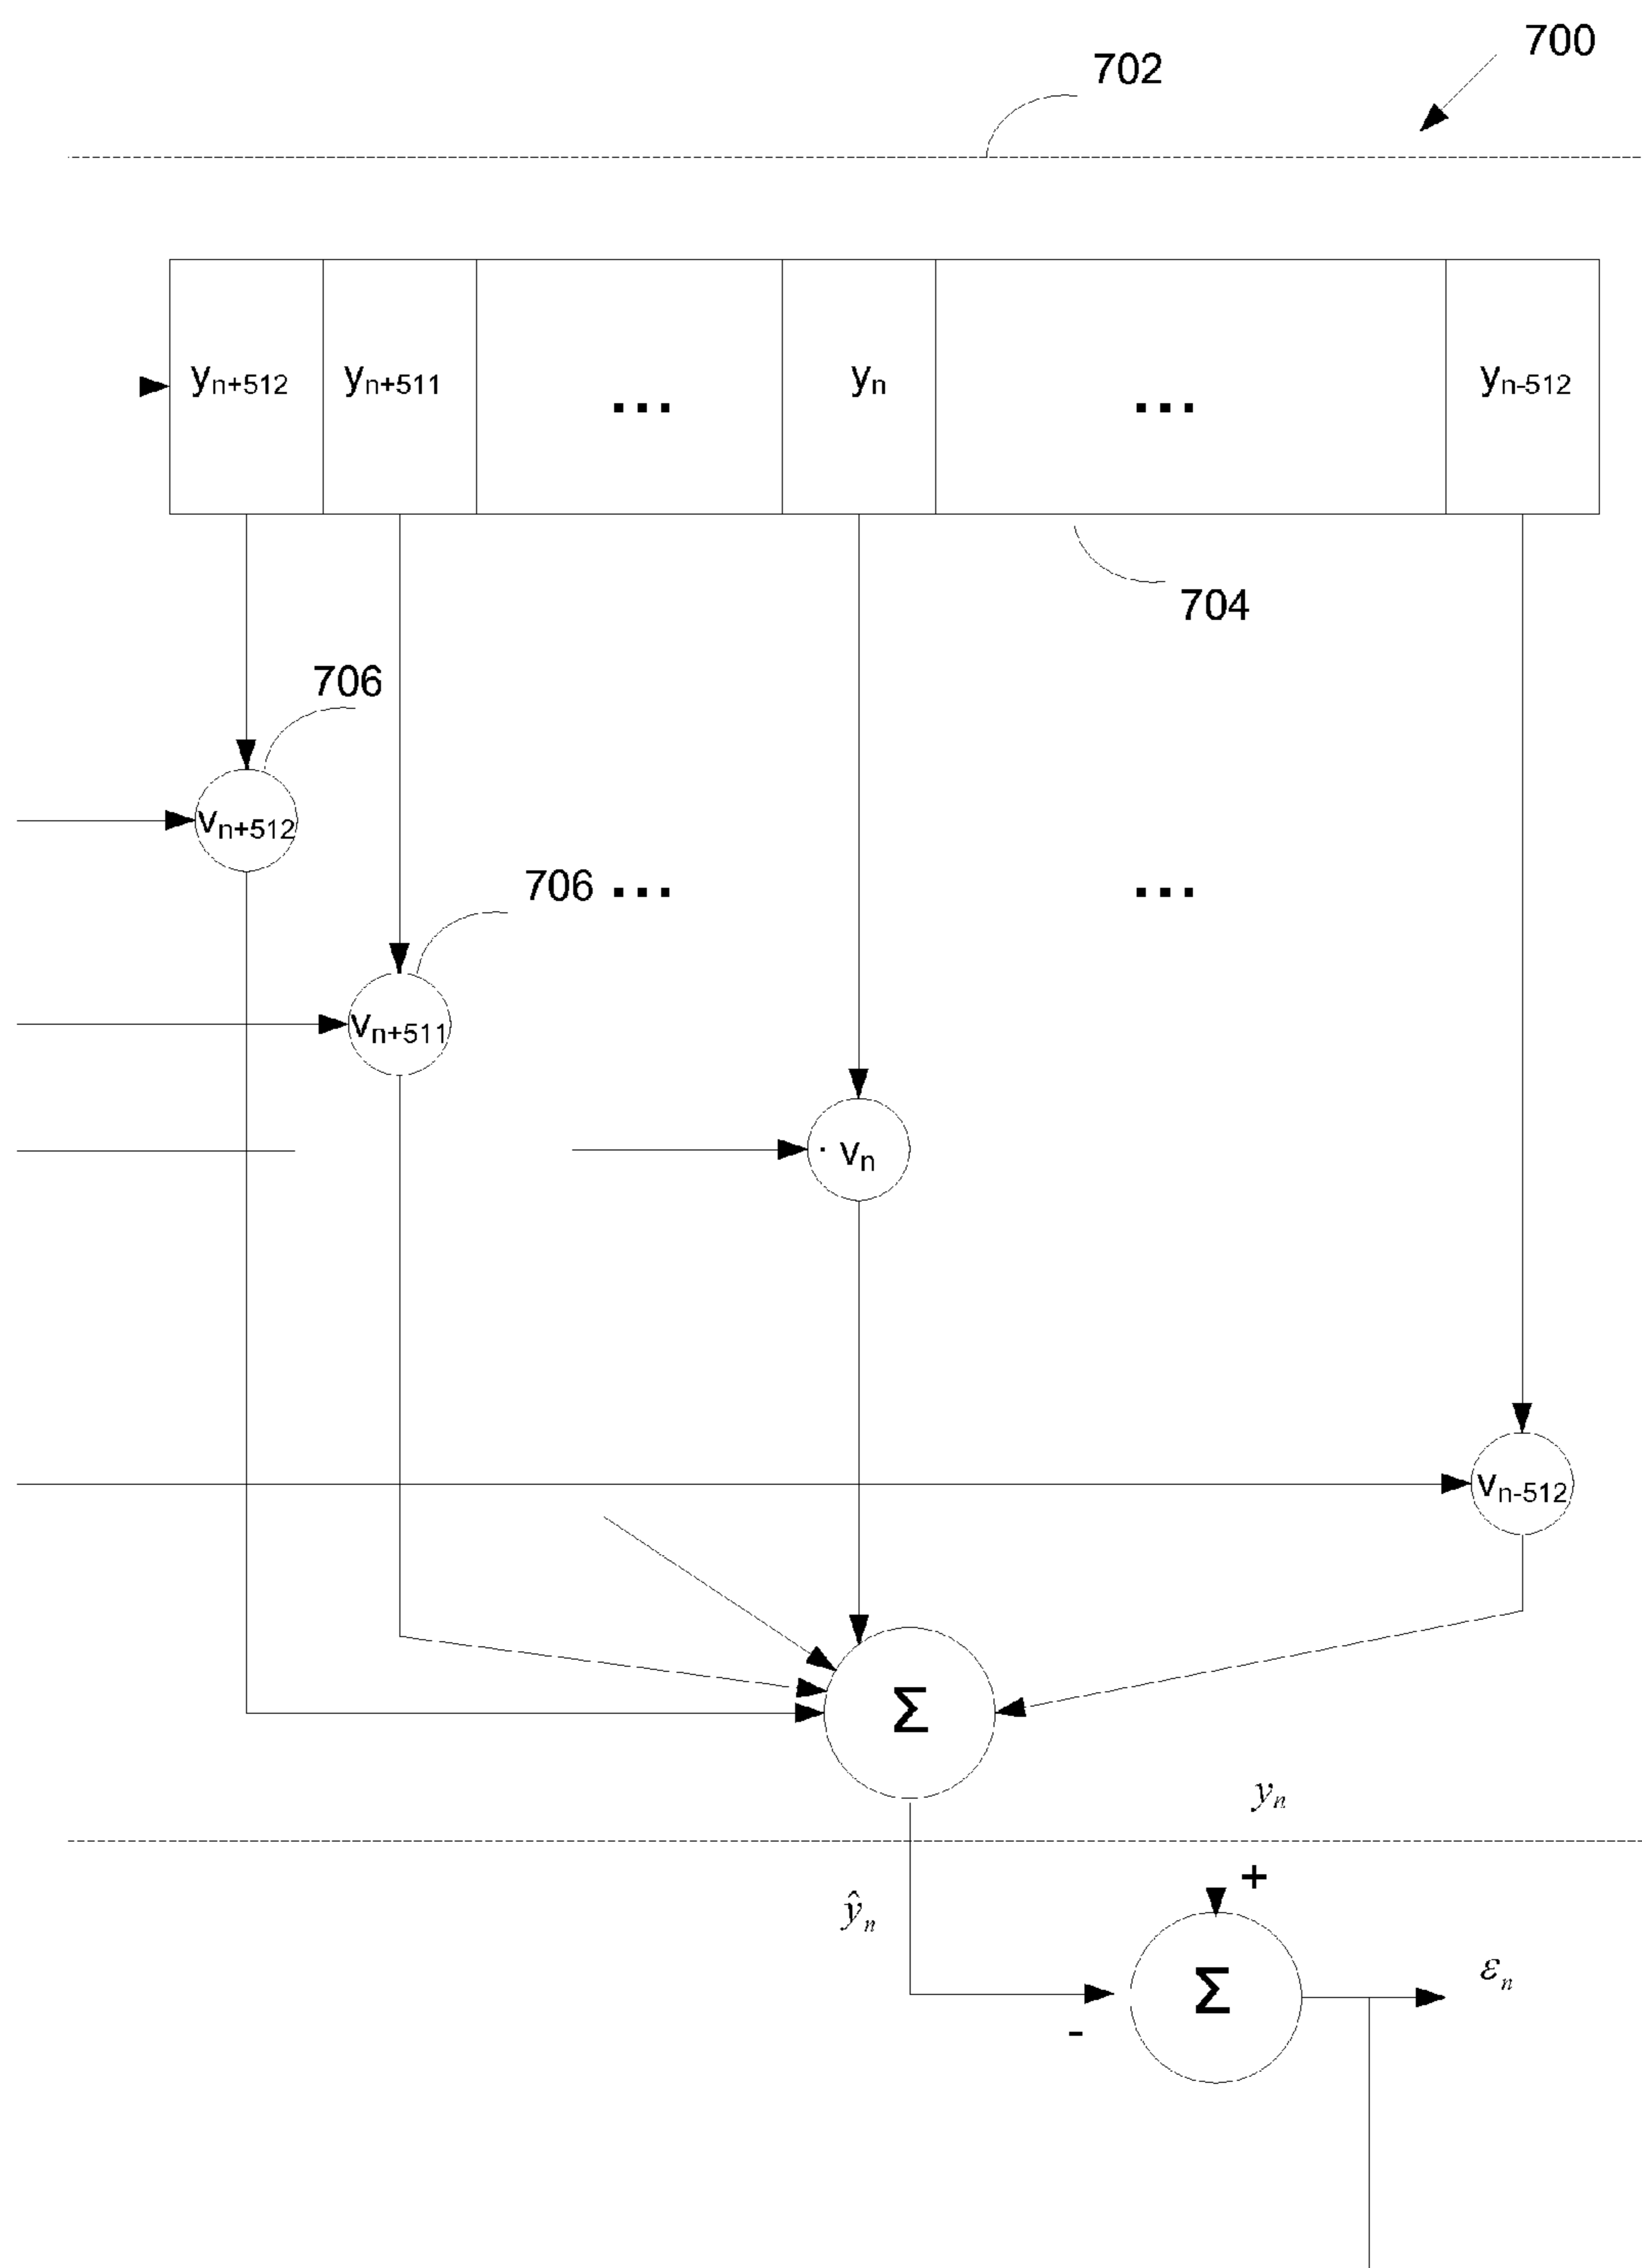 700
702
yn+512 yn+511 ... yn ... yn-512
704
706
vn+512
706 ... ...
vn+511
· vn
vn-512
Σ
yn
+
ŷn
εn
Σ
-